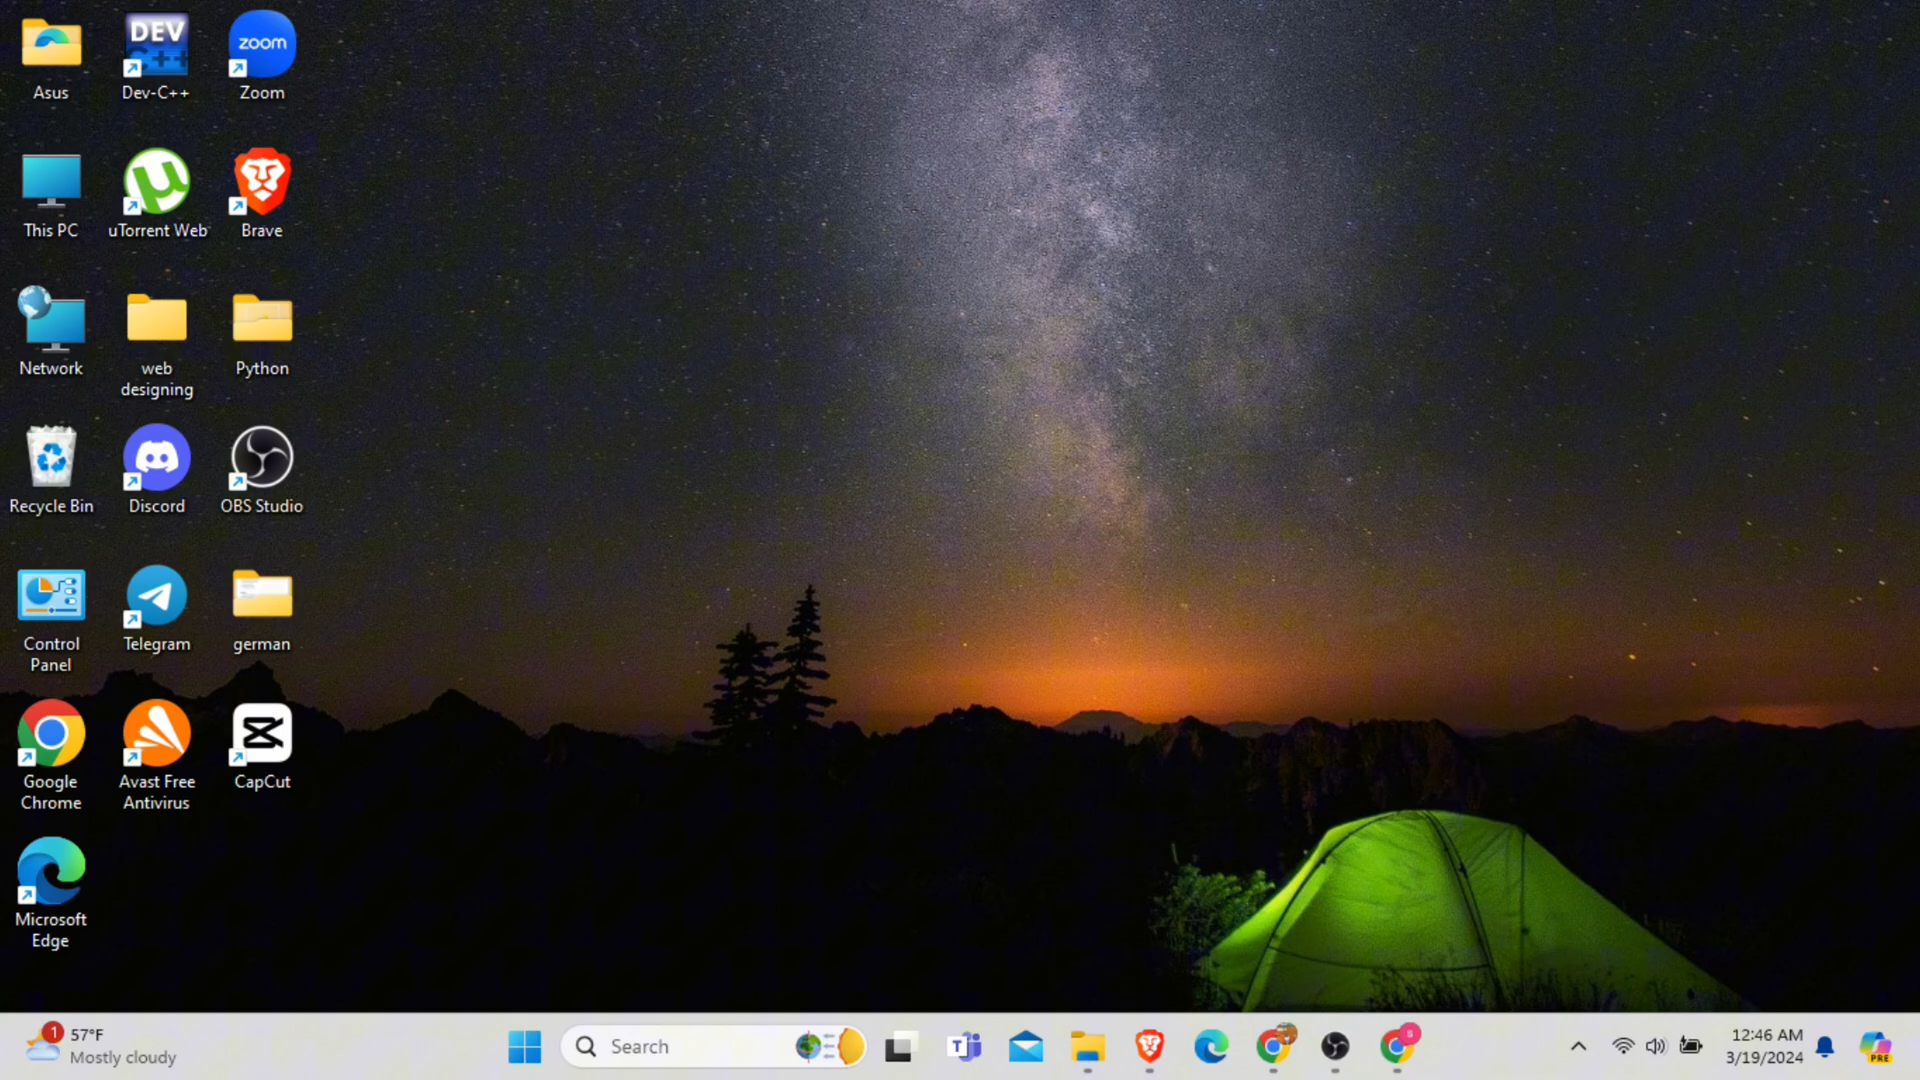 Asus
DEV
C++
Dev-C++
zoom
Zoom
This PC
uTorrent Web
Brave
Network
web
designing
Python
Recycle Bin
Discord
OBS Studio
Control
Panel
Telegram
german
Google
Chrome
Avast Free
Antivirus
CapCut
Microsoft
Edge
1
57°F
Mostly cloudy
Search
T
s
12:46 AM
3/19/2024
PRE